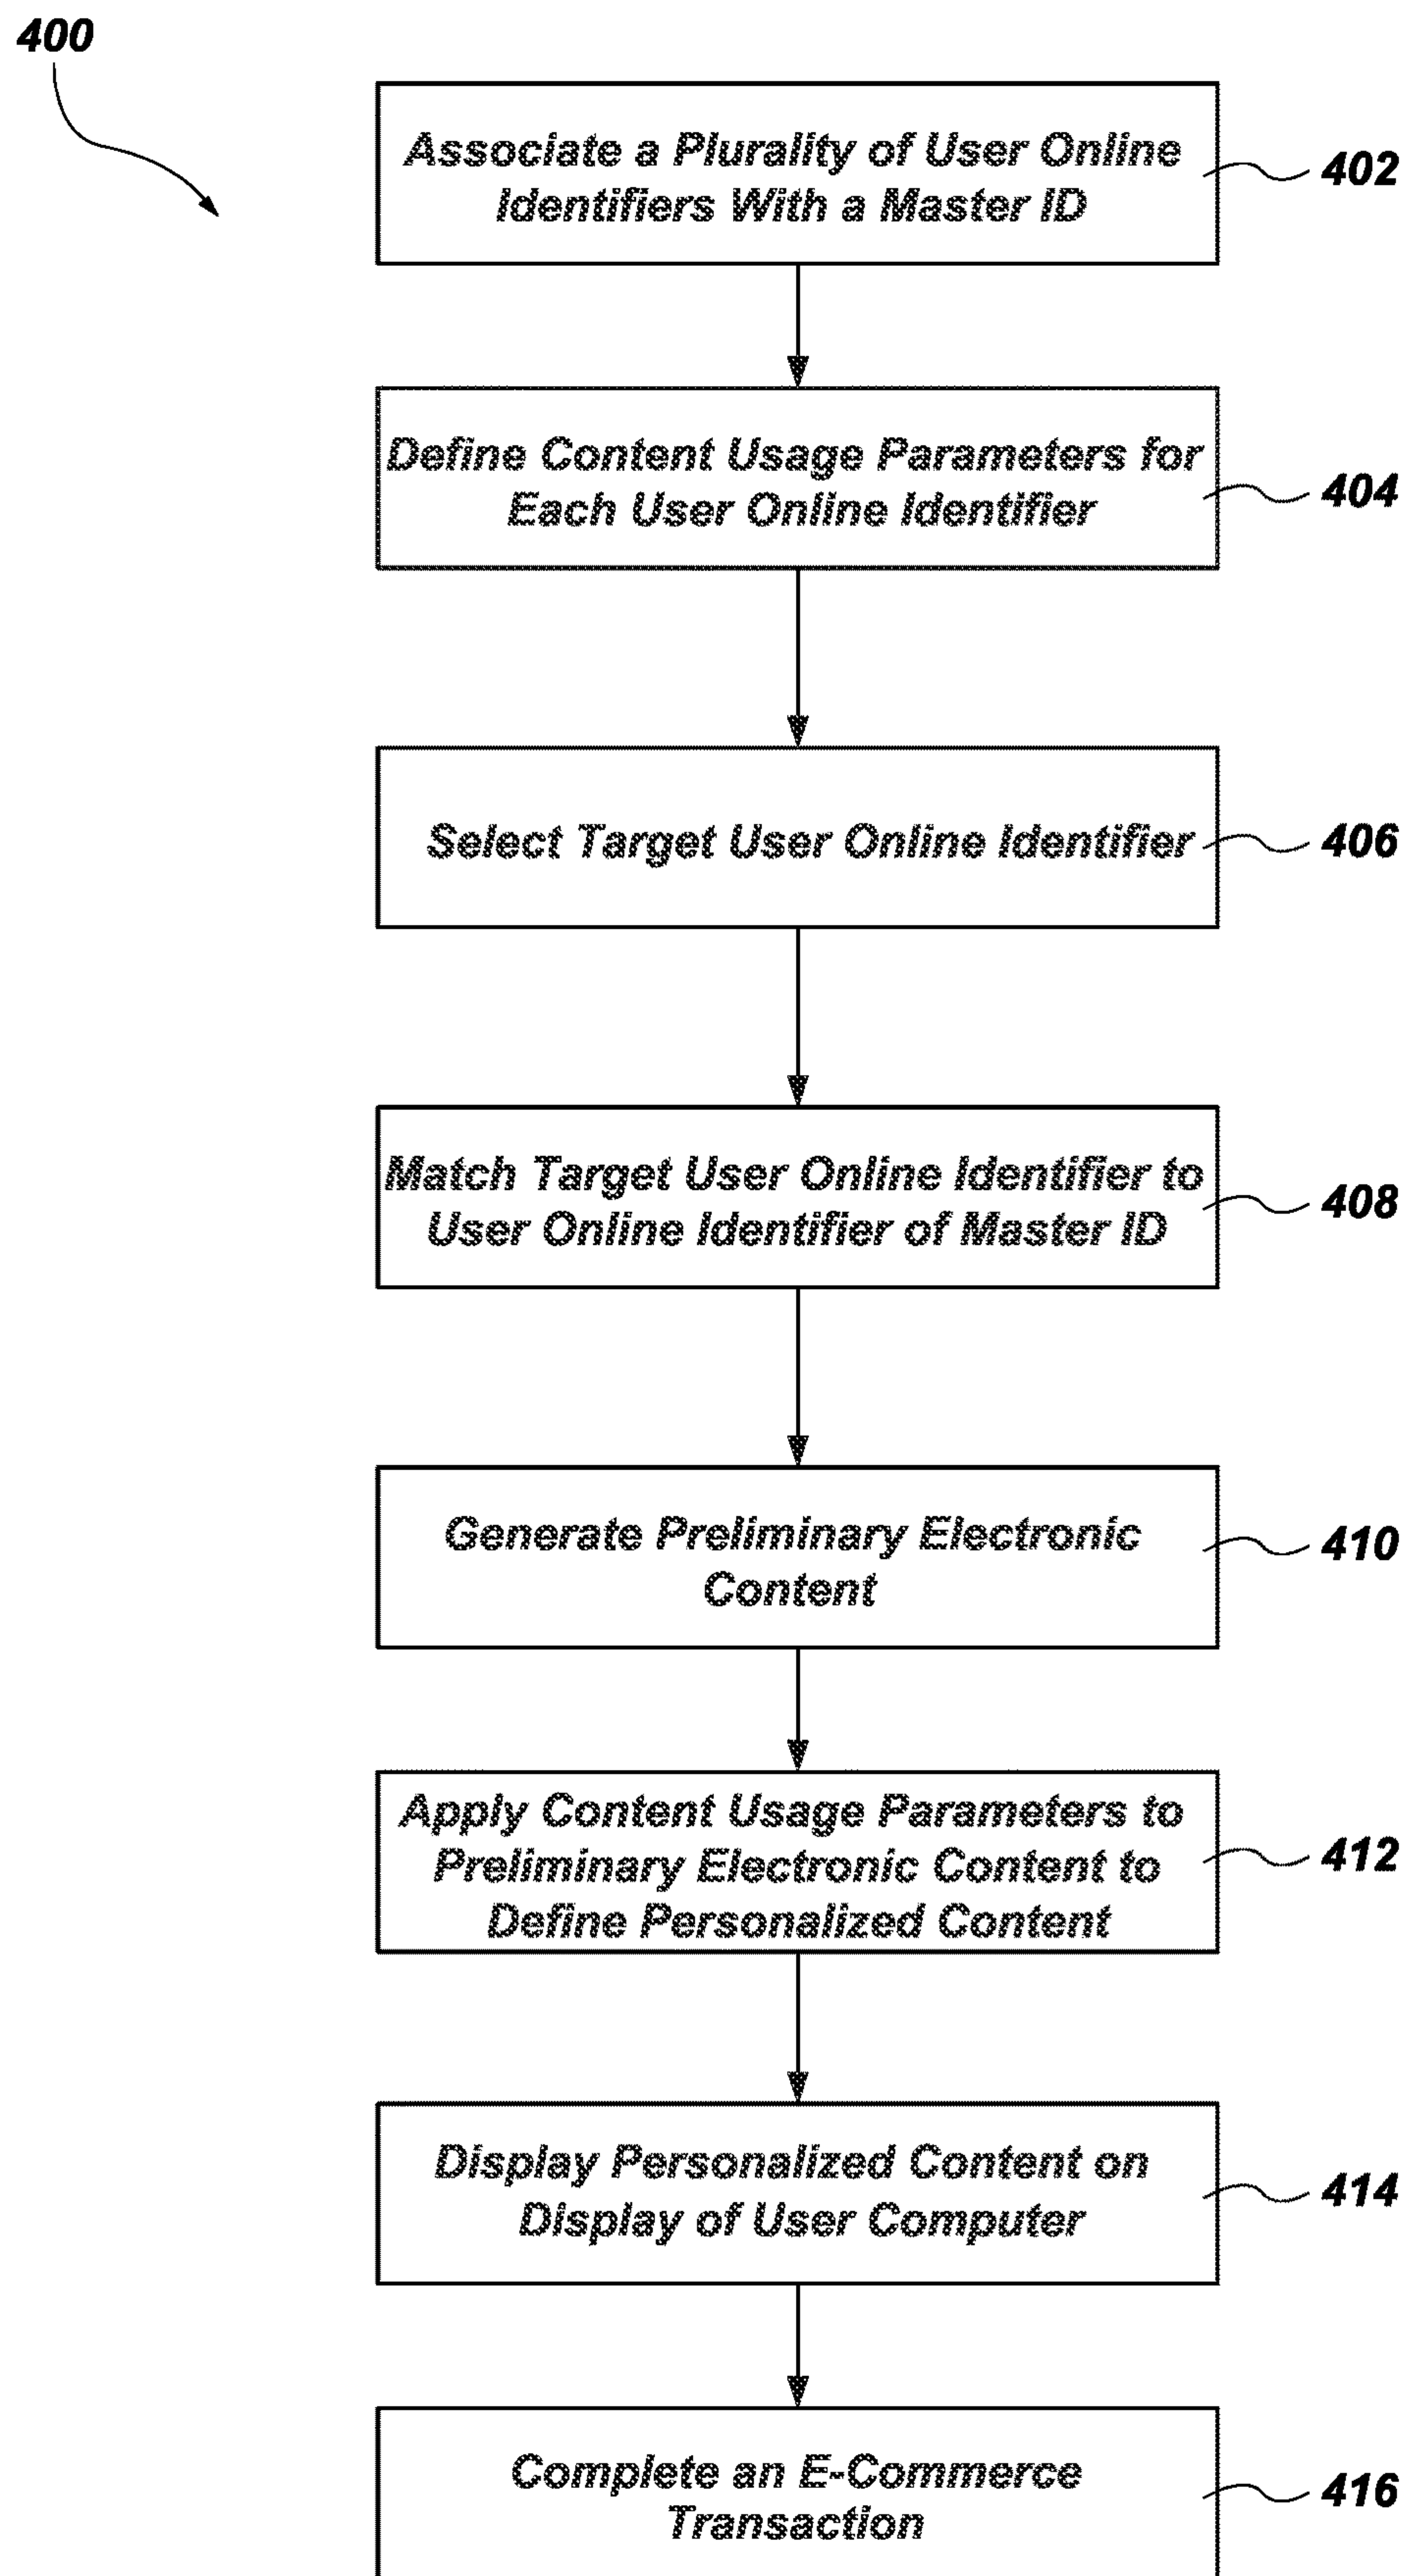 400
Associate a Plurality of User Online
Identifiers With a Master ID
402
Define Content Usage Parameters for
Each User Online Identifier
404
Select Target User Online Identifier
406
Match Target User Online Identifier to
User Online Identifier of Master ID
408
Generate Preliminary Electronic
Content
410
Apply Content Usage Parameters to
Preliminary Electronic Content to
Define Personalized Content
412
Display Personalized Content on
Display of User Computer
414
Complete an E-Commerce
Transaction
416